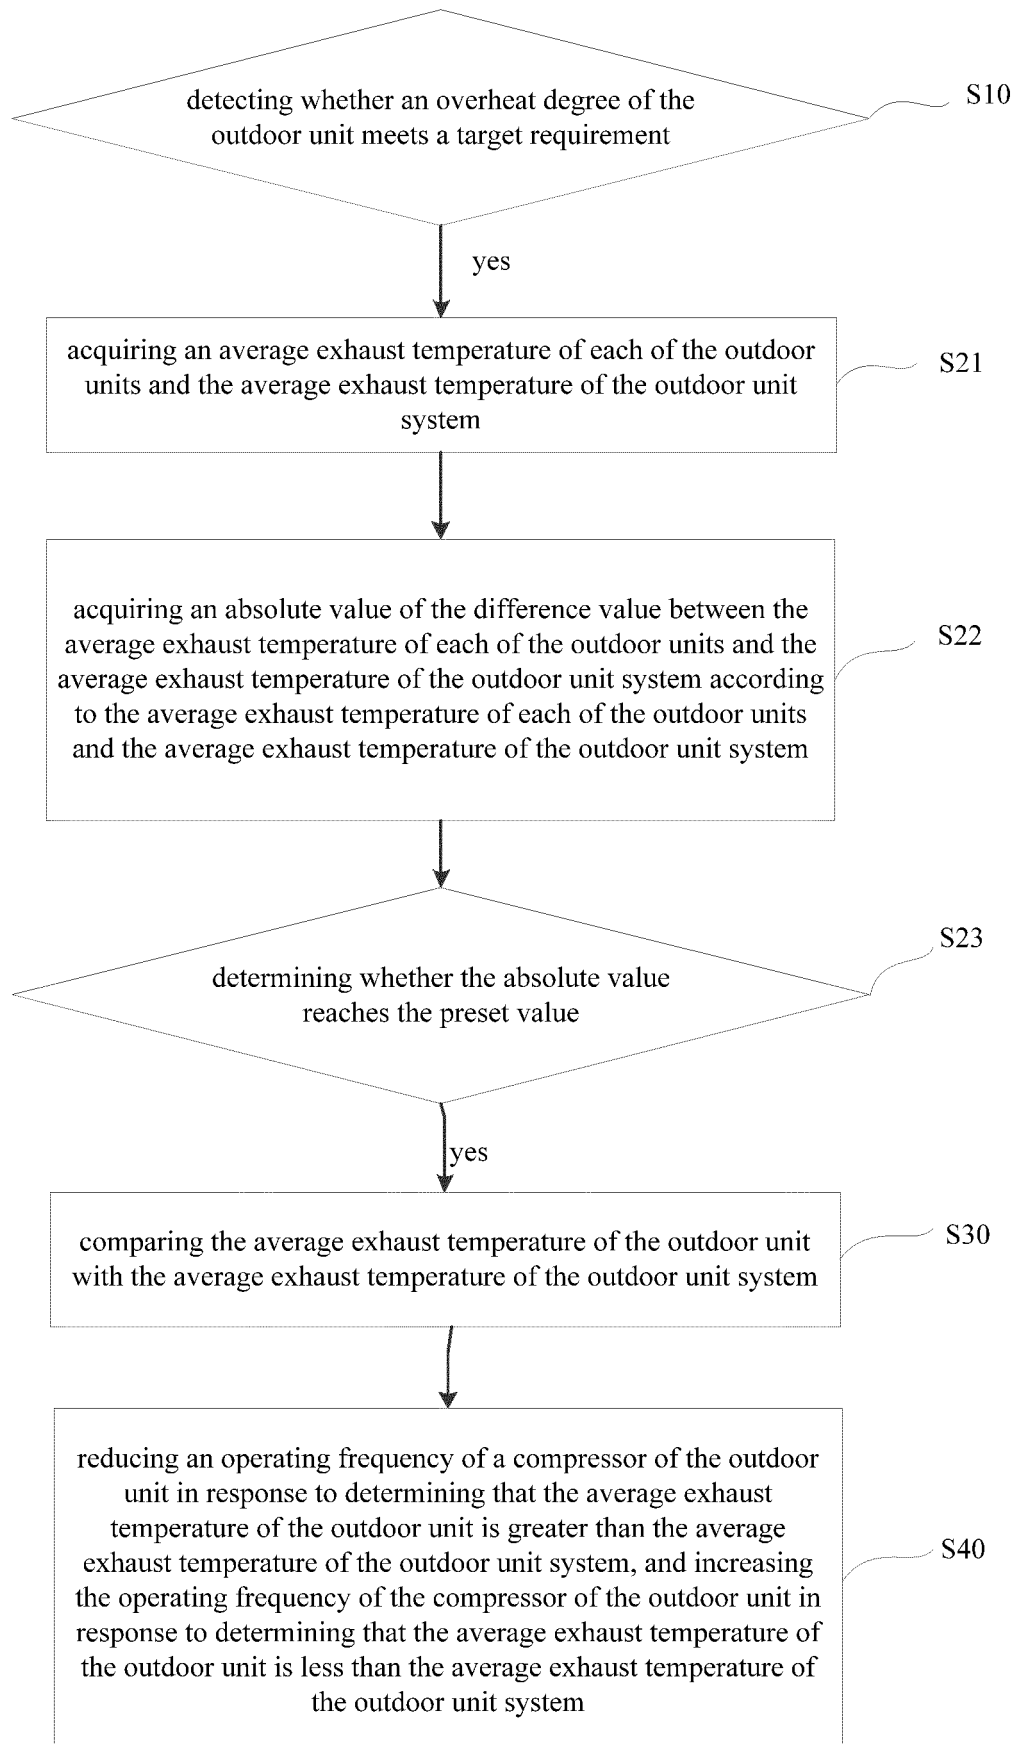 detecting whether an overheat degree of the
outdoor unit meets a target requirement
S10
yes
acquiring an average exhaust temperature of each of the outdoor
units and the average exhaust temperature of the outdoor unit
system
S21
acquiring an absolute value of the difference value between the
average exhaust temperature of each of the outdoor units and the
average exhaust temperature of the outdoor unit system according
to the average exhaust temperature of each of the outdoor units
and the average exhaust temperature of the outdoor unit system
S22
determining whether the absolute value
reaches the preset value
S23
yes
comparing the average exhaust temperature of the outdoor unit
with the average exhaust temperature of the outdoor unit system
S30
reducing an operating frequency of a compressor of the outdoor
unit in response to determining that the average exhaust
temperature of the outdoor unit is greater than the average
exhaust temperature of the outdoor unit system, and increasing
the operating frequency of the compressor of the outdoor unit in
response to determining that the average exhaust temperature of
the outdoor unit is less than the average exhaust temperature of
the outdoor unit system
S40